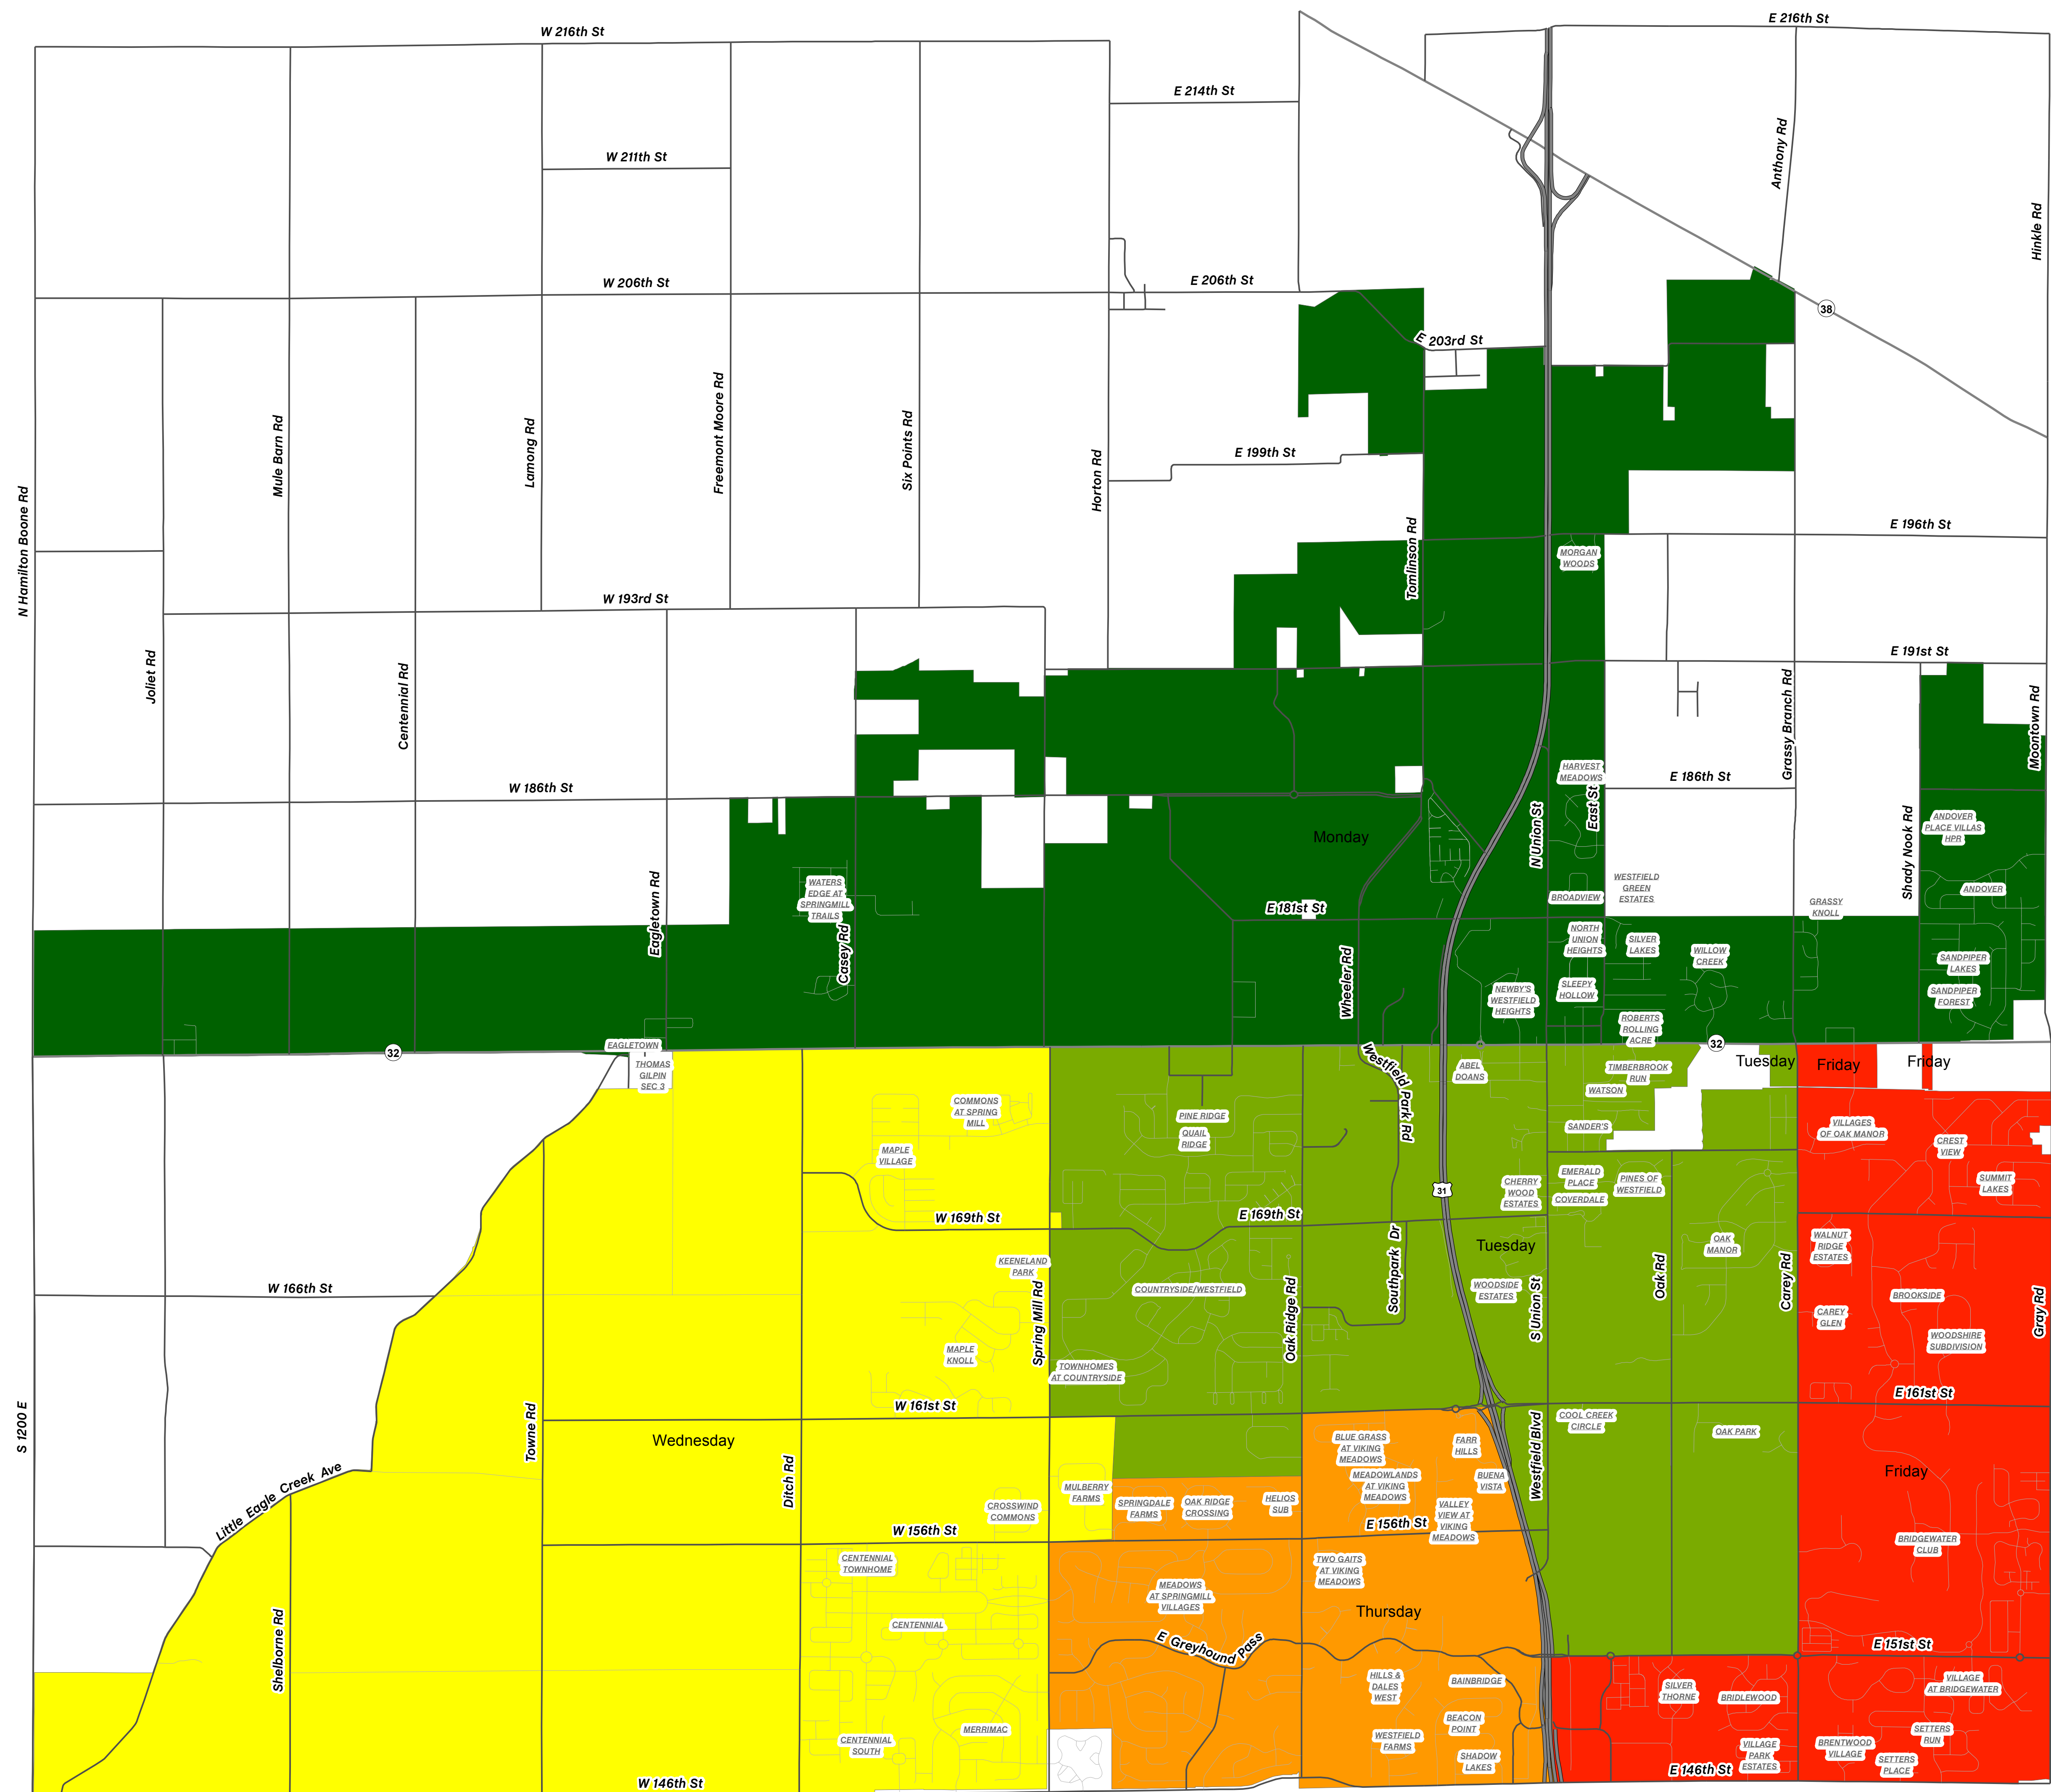 W 216th St
E 216th St
E 214th St
W 211th St
Anthony Rd
Hinkle Rd
W 206th St
E 206th St
38
E 203rd St
Mule Barn Rd
Lamong Rd
Freemont Moore Rd
Six Points Rd
Horton Rd
E 199th St
N Hamilton Boone Rd
Tomlinson Rd
E 196th St
MORGAN
WOODS
W 193rd St
Joliet Rd
Centennial Rd
E 191st St
Grassy Branch Rd
Moontown Rd
W 186th St
HARVEST
MEADOWS
E 186th St
East St
N Union St
Monday
Shady Nook Rd
ANDOVER
PLACE VILLAS
HPR
WATERS
EDGE AT
SPRINGMILL
TRAILS
Eagletown Rd
Casey Rd
E 181st St
BROADVIEW
WESTFIELD
GREEN
ESTATES
GRASSY
KNOLL
ANDOVER
Wheeler Rd
NORTH
UNION
HEIGHTS
SILVER
LAKES
WILLOW
CREEK
SANDPIPER
LAKES
SANDPIPER
FOREST
NEWBY'S
WESTFIELD
HEIGHTS
SLEEPY
HOLLOW
ROBERTS
ROLLING
ACRE
32
EAGLETOWN
THOMAS
GILPIN
SEC 3
32
Westfield Park Rd
ABEL
DOANS
TIMBERBROOK
RUN
WATSON
Tuesday
Friday
Friday
COMMONS
AT SPRING
MILL
PINE RIDGE
QUAIL
RIDGE
SANDER'S
VILLAGES
OF OAK MANOR
CREST
VIEW
MAPLE
VILLAGE
31
CHERRY
WOOD
ESTATES
EMERALD
PLACE
COVERDALE
PINES OF
WESTFIELD
SUMMIT
LAKES
W 169th St
E 169th St
Southpark Dr
Tuesday
OAK
MANOR
WALNUT
RIDGE
ESTATES
KEENELAND
PARK
W 166th St
Spring Mill Rd
COUNTRYSIDE/WESTFIELD
Oak Ridge Rd
WOODSIDE
ESTATES
S Union St
Oak Rd
Carey Rd
BROOKSIDE
Gray Rd
CAREY
GLEN
WOODSHIRE
SUBDIVISION
MAPLE
KNOLL
TOWNHOMES
AT COUNTRYSIDE
S 1200 E
Towne Rd
W 161st St
E 161st St
Wednesday
Ditch Rd
BLUE GRASS
AT VIKING
MEADOWS
FARR
HILLS
COOL CREEK
CIRCLE
OAK PARK
Westfield Blvd
Friday
Little Eagle Creek Ave
MEADOWLANDS
AT VIKING
MEADOWS
BUENA
VISTA
MULBERRY
FARMS
CROSSWIND
COMMONS
SPRINGDALE
FARMS
OAK RIDGE
CROSSING
HELIOS
SUB
VALLEY
VIEW AT
VIKING
MEADOWS
W 156th St
E 156th St
BRIDGEWATER
CLUB
CENTENNIAL
TOWNHOME
TWO GAITS
AT VIKING
MEADOWS
MEADOWS
AT SPRINGMILL
VILLAGES
Thursday
Shelborne Rd
CENTENNIAL
E Greyhound Pass
E 151st St
HILLS &
DALES
WEST
BAINBRIDGE
SILVER
THORNE
BRIDLEWOOD
VILLAGE
AT BRIDGEWATER
MERRIMAC
CENTENNIAL
SOUTH
BEACON
POINT
WESTFIELD
FARMS
SHADOW
LAKES
VILLAGE
PARK
ESTATES
BRENTWOOD
VILLAGE
SETTERS
RUN
SETTERS
PLACE
W 146th St
E 146th St